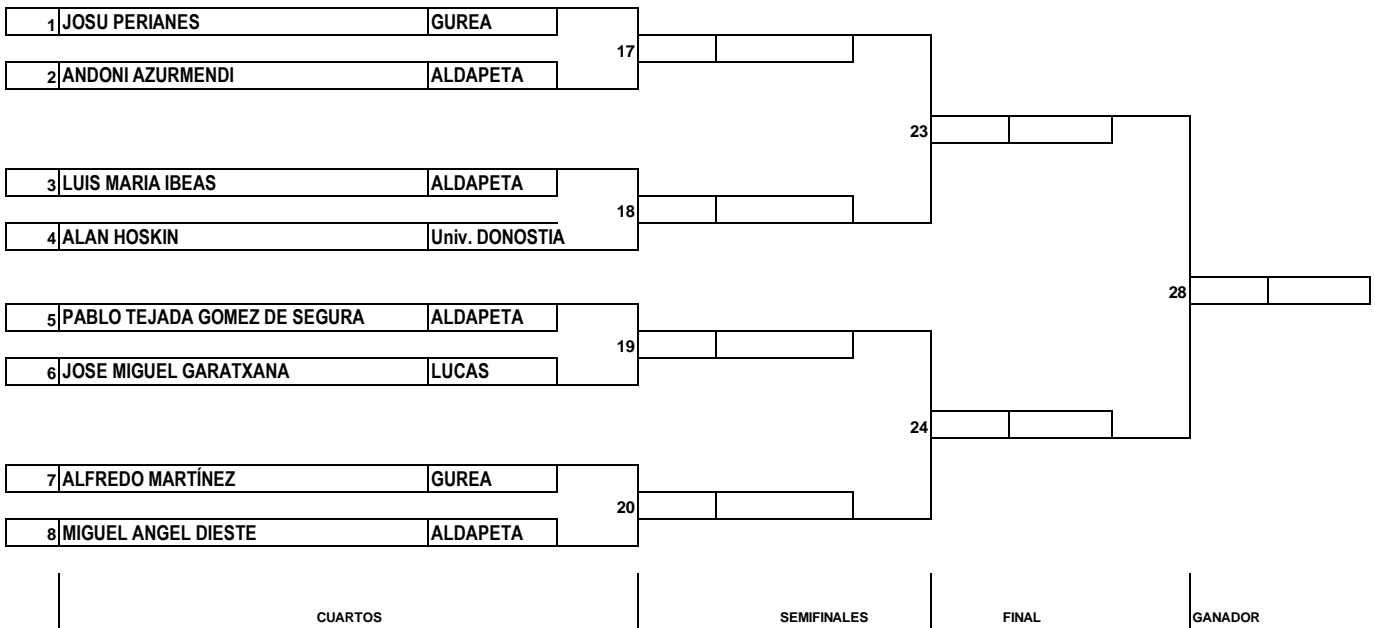 1 JOSU PERIANES GUREA
17
2 ANDONI AZURMENDI ALDAPETA
23
3 LUIS MARIA IBEAS ALDAPETA
18
4 ALAN HOSKIN Univ. DONOSTIA
28
5 PABLO TEJADA GOMEZ DE SEGURA ALDAPETA
19
6 JOSE MIGUEL GARATXANA LUCAS
24
7 ALFREDO MARTÍNEZ GUREA
20
8 MIGUEL ANGEL DIESTE ALDAPETA
CUARTOS SEMIFINALES FINAL GANADOR